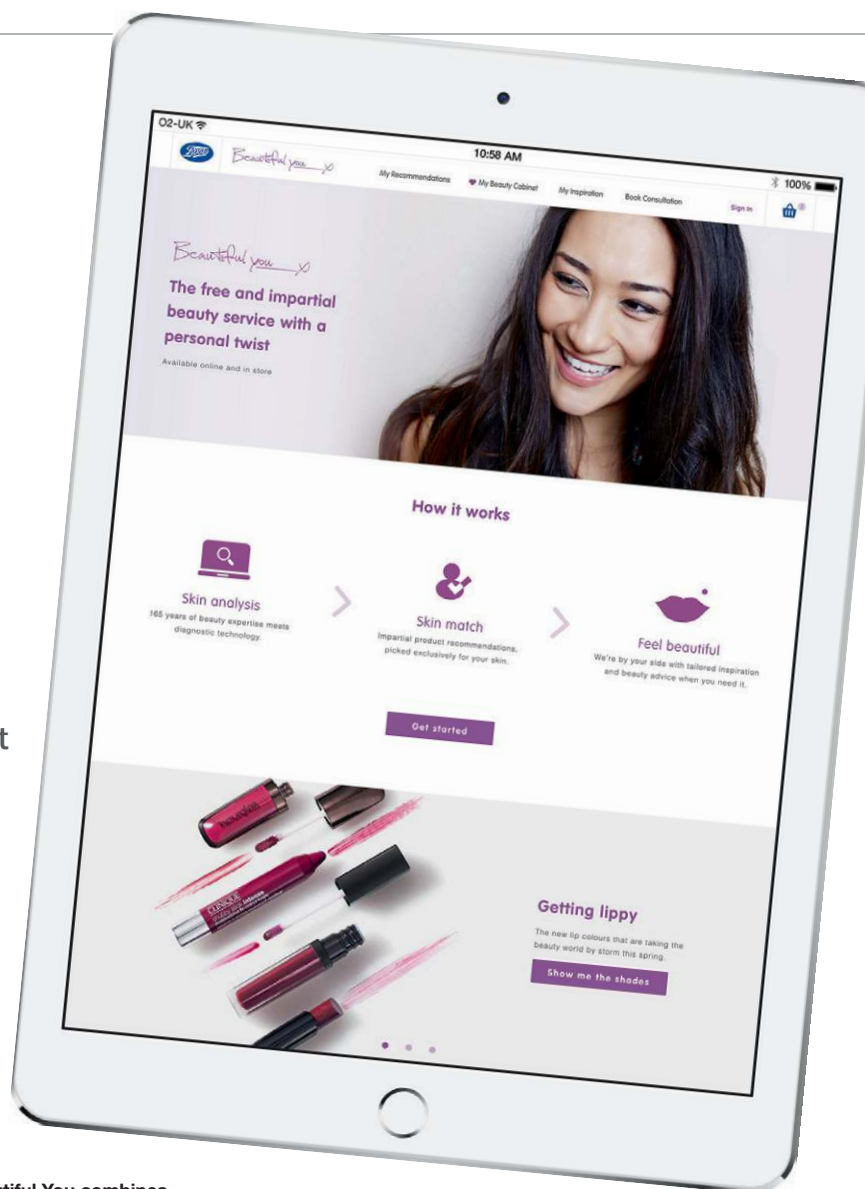 O2-UK
10:58 AM
100%
Boots
Beautiful you x
My Recommendations
My Beauty Cabinet
My Inspiration
Book Consultation
Sign In
Beautiful you x
The free and impartial
beauty service with a
personal twist
Available online and in store
How it works
Skin analysis
165 years of beauty expertise meets
diagnostic technology.
Skin match
Impartial product recommendations,
picked exclusively for your skin.
Feel beautiful
We're by your side with tailored inspiration
and beauty advice when you need it.
Get started
hourglass
CLINIQUE
chubby stick intense
Getting lippy
The new lip colours that are taking the
beauty world by storm this spring.
Show me the shades
t
You combines